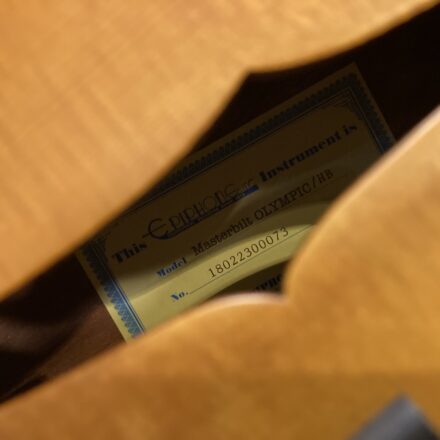 This EPIPHONE Instrument is
Model Masterbilt OLYMPIC/HB
No. 18022300073